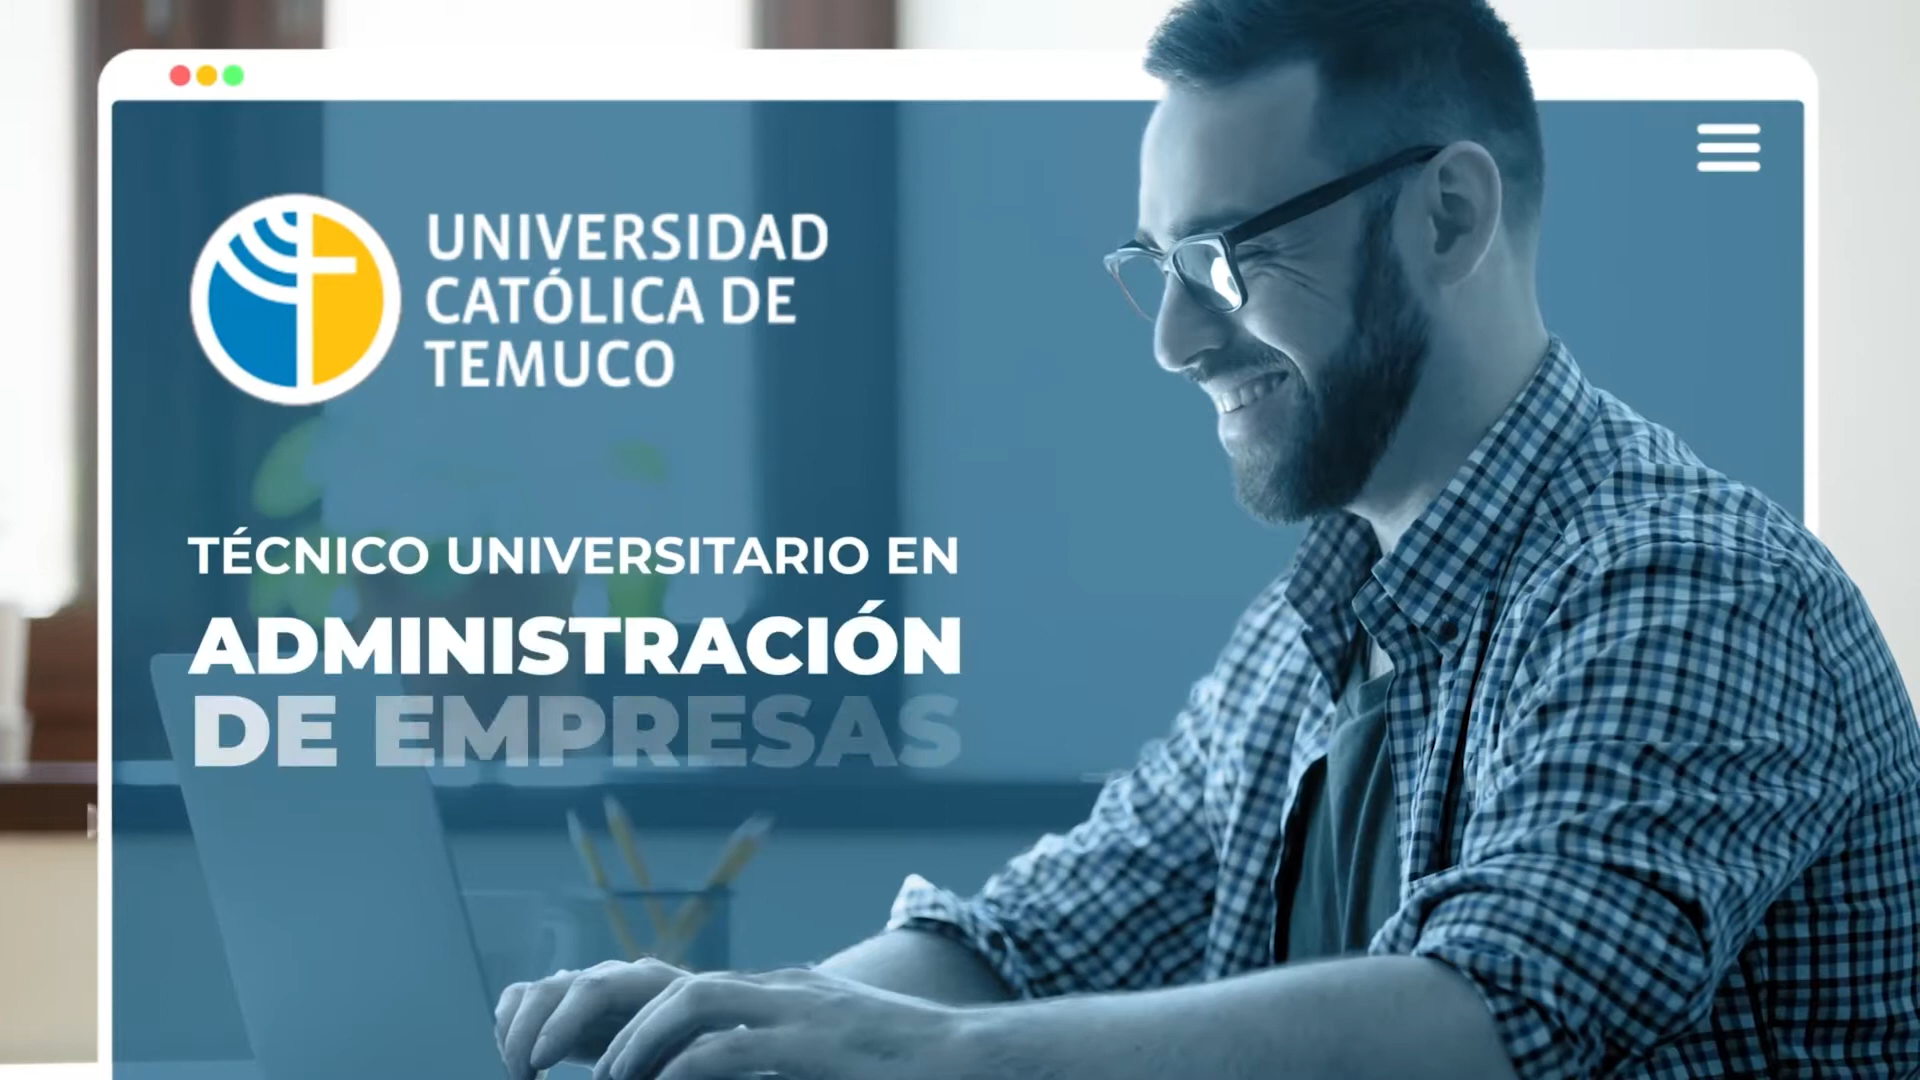 UNIVERSIDAD
CATÓLICA DE
TEMUCO
TÉCNICO UNIVERSITARIO EN
ADMINISTRACIÓN
DE EMPRESAS